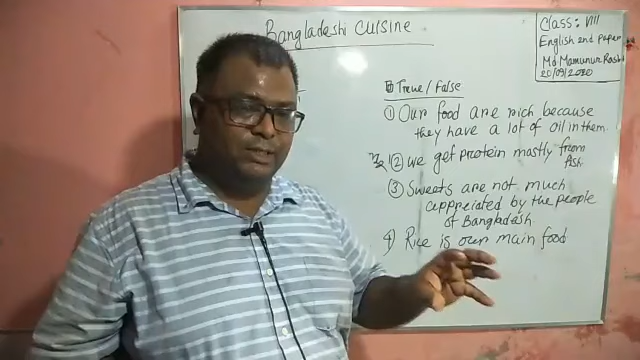 Bangladeshi Cuisine
Class: VIII
English 2nd Paper
Md Mamunur Rashi
20/09/2020
True / False
① Our food are rich because
they have a lot of oil in them.
② We get protein mostly from
fish.
③ Sweets are not much
appriated by the people
of Bangladesh.
4) Rice is our main food